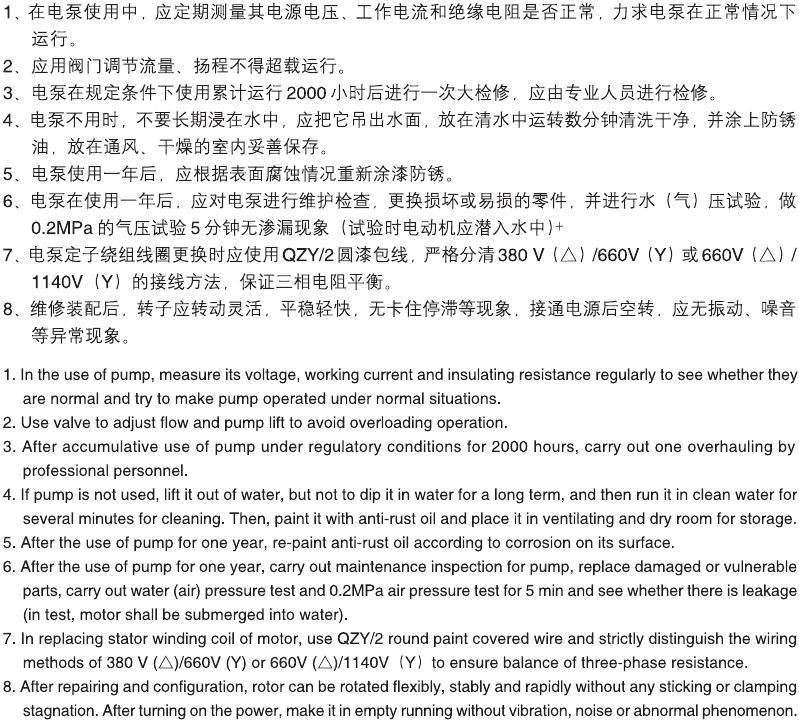 1、在电泵使用中，应定期测量其电源电压、工作电流和绝缘电阻是否正常，力求电泵在正常情况下
运行。
2、应用阀门调节流量、扬程不得超载运行。
3、电泵在规定条件下使用累计运行2000小时后进行一次大检修，应由专业人员进行检修。
4、电泵不用时，不要长期浸在水中，应把它吊出水面，放在清水中运转数分钟清洗干净，并涂上防锈
油，放在通风、干燥的室内妥善保存。
5、电泵使用一年后，应根据表面腐蚀情况重新涂漆防锈。
6、电泵在使用一年后，应对电泵进行维护检查，更换损坏或易损的零件，并进行水（气）压试验，做
0.2MPa的气压试验5分钟无渗漏现象（试验时电动机应潜入水中)+
7、电泵定子绕组线圈更换时应使用QZY/2圆漆包线，严格分清380 V（△）/660V（Y）或660V（△）/
1140V（Y）的接线方法，保证三相电阻平衡。
8、维修装配后，转子应转动灵活，平稳轻快，无卡住停滞等现象，接通电源后空转，应无振动、噪音
等异常现象。
1. In the use of pump, measure its voltage, working current and insulating resistance regularly to see whether they
are normal and try to make pump operated under normal situations.
2. Use valve to adjust flow and pump lift to avoid overloading operation.
3. After accumulative use of pump under regulatory conditions for 2000 hours, carry out one overhauling by
professional personnel.
4. If pump is not used, lift it out of water, but not to dip it in water for a long term, and then run it in clean water for
several minutes for cleaning. Then, paint it with anti-rust oil and place it in ventilating and dry room for storage.
5. After the use of pump for one year, re-paint anti-rust oil according to corrosion on its surface.
6. After the use of pump for one year, carry out maintenance inspection for pump, replace damaged or vulnerable
parts, carry out water (air) pressure test and 0.2MPa air pressure test for 5 min and see whether there is leakage
(in test, motor shall be submerged into water).
7. In replacing stator winding coil of motor, use QZY/2 round paint covered wire and strictly distinguish the wiring
methods of 380 V (△)/660V (Y) or 660V (△)/1140V（Y）to ensure balance of three-phase resistance.
8. After repairing and configuration, rotor can be rotated flexibly, stably and rapidly without any sticking or clamping
stagnation. After turning on the power, make it in empty running without vibration, noise or abnormal phenomenon.